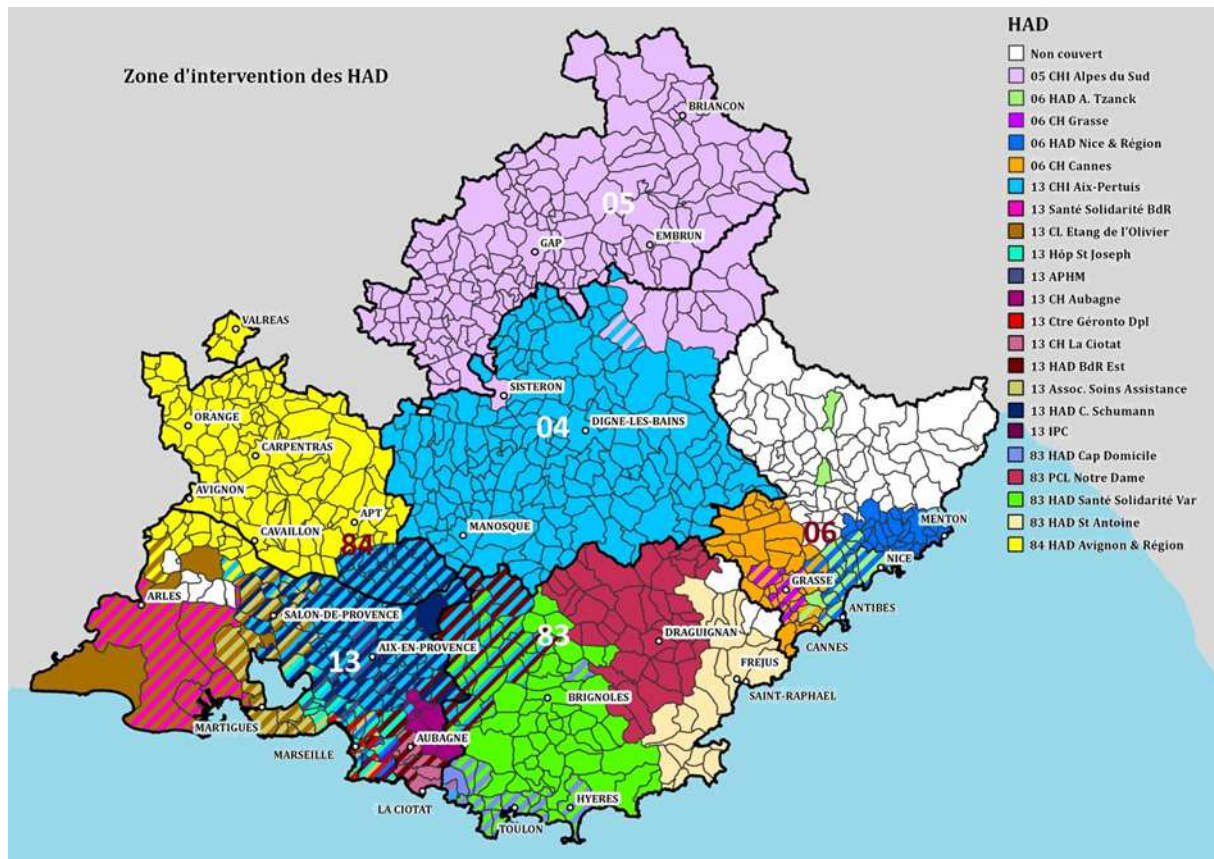 Zone d'intervention des HAD
HAD
Non couvert
05 CHI Alpes du Sud
06 HAD A. Tzanck
06 CH Grasse
06 HAD Nice & Région
06 CH Cannes
13 CHI Aix-Pertuis
13 Santé Solidarité BdR
13 CL Etang de l'Olivier
13 Hôp St Joseph
13 APHM
13 CH Aubagne
13 Ctre Géronto Dpl
13 CH La Ciotat
13 HAD BdR Est
13 Assoc. Soins Assistance
13 HAD C. Schumann
13 IPC
83 HAD Cap Domicile
83 PCL Notre Dame
83 HAD Santé Solidarité Var
83 HAD St Antoine
84 HAD Avignon & Région
BRIANCON
05
GAP
EMBRUN
VALREAS
SISTERON
ORANGE
04
DIGNE-LES-BAINS
CARPENTRAS
AVIGNON
APT
CAVAILLON
84
MANOSQUE
06
MENTON
NICE
GRASSE
ANTIBES
CANNES
ARLES
SALON-DE-PROVENCE
13
AIX-EN-PROVENCE
83
DRAGUIGNAN
FREJUS
SAINT-RAPHAEL
BRIGNOLES
MARTIGUES
MARSEILLE
AUBAGNE
LA CIOTAT
TOULON
HYERES